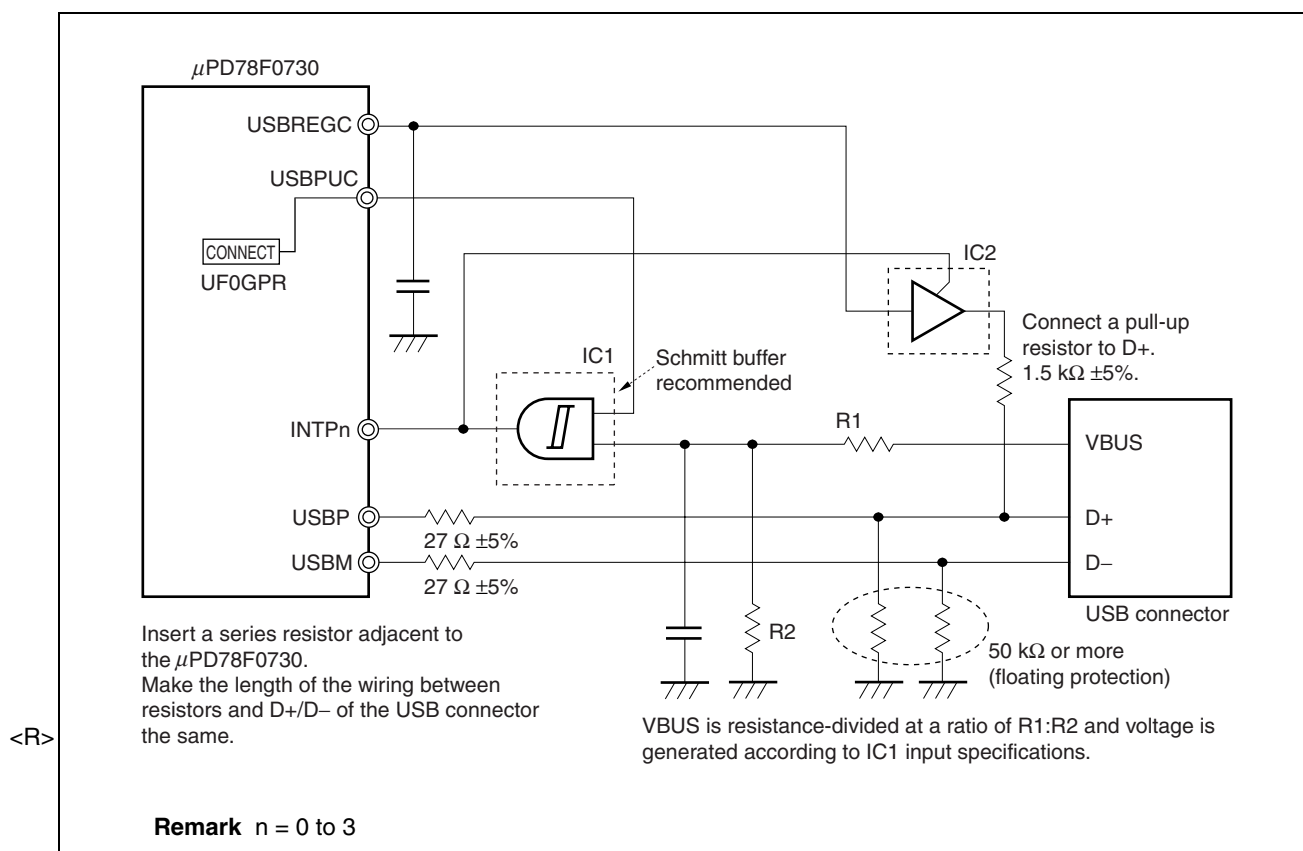 μPD78F0730
USBREGC
USBPUC
CONNECT
UF0GPR
IC2
Connect a pull-up
resistor to D+.
1.5 kΩ ±5%.
IC1
Schmitt buffer
recommended
INTPn
R1
VBUS
USBP
27 Ω ±5%
D+
USBM
27 Ω ±5%
D−
USB connector
R2
50 kΩ or more
(floating protection)
Insert a series resistor adjacent to
the μPD78F0730.
Make the length of the wiring between
resistors and D+/D− of the USB connector
the same.
VBUS is resistance-divided at a ratio of R1:R2 and voltage is
generated according to IC1 input specifications.
<R>
Remark n = 0 to 3